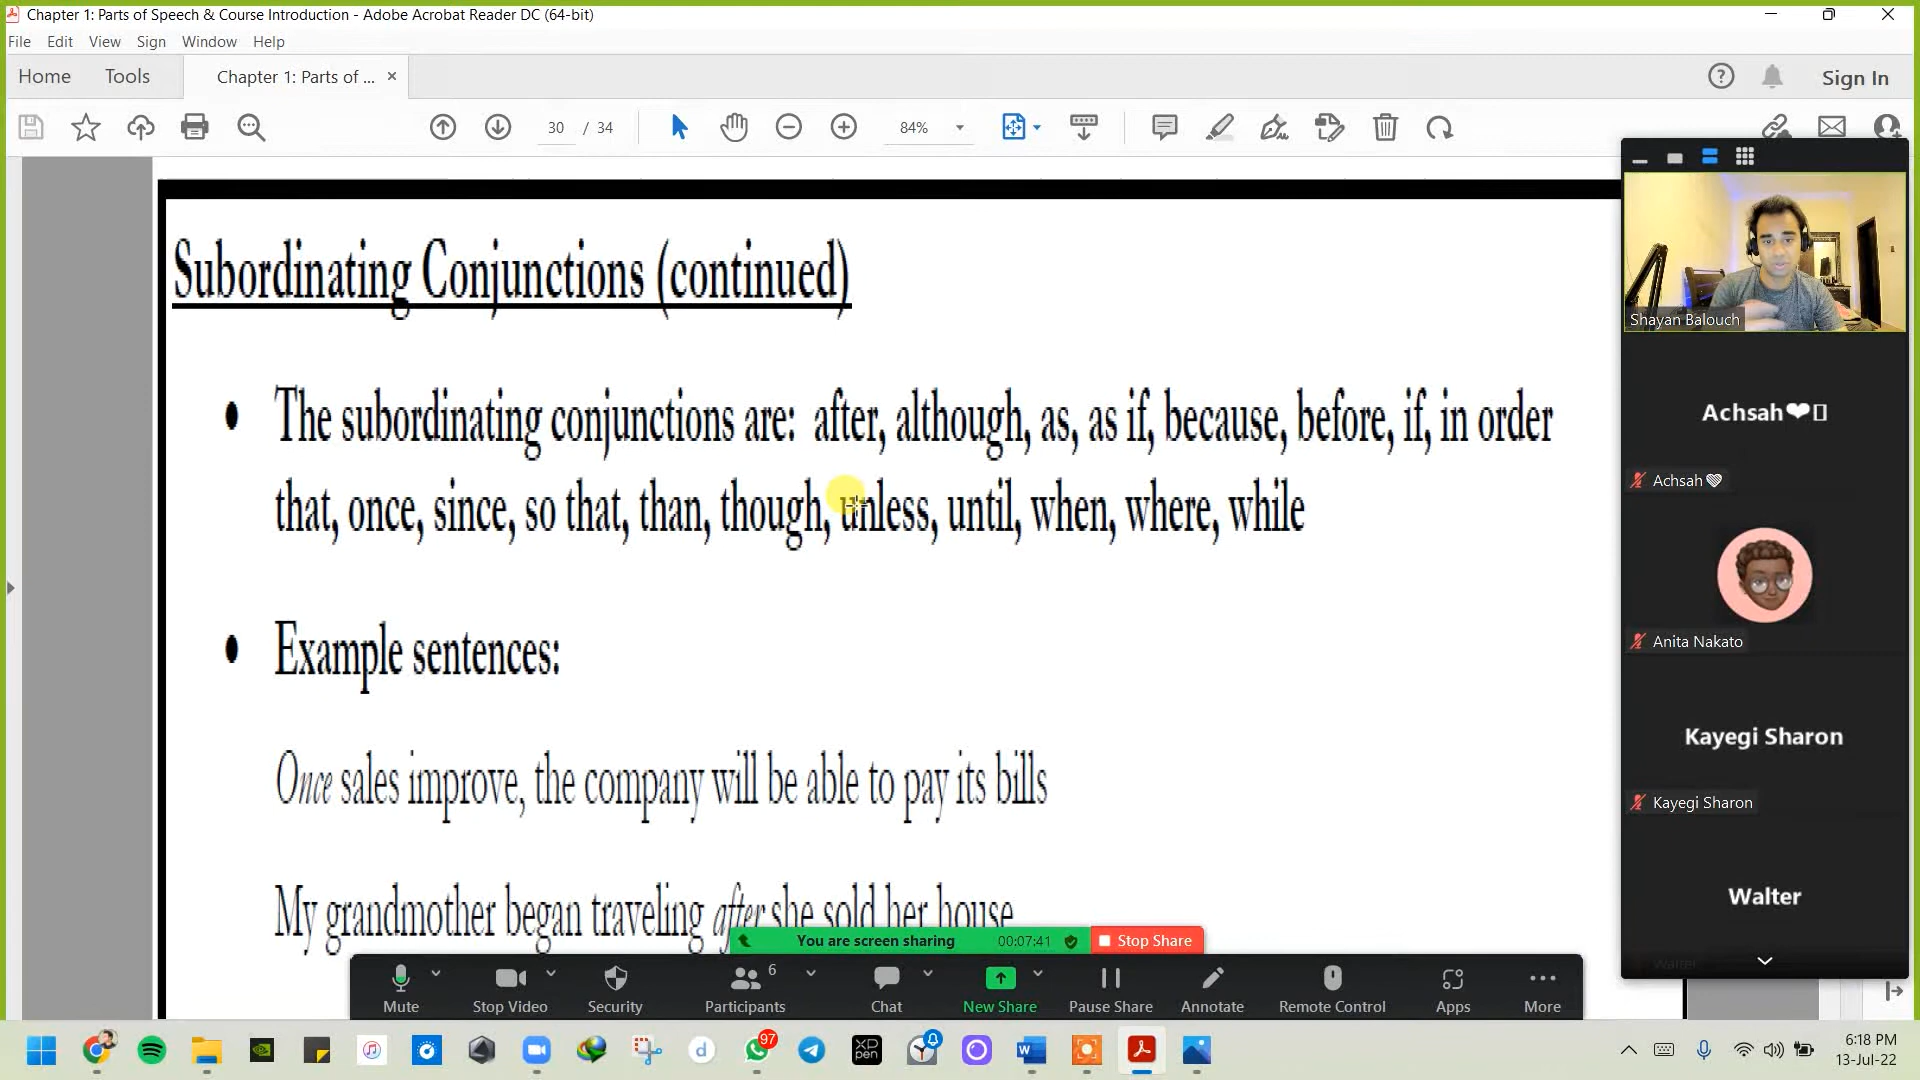 Chapter 1: Parts of Speech & Course Introduction - Adobe Acrobat Reader DC (64-bit)
File Edit View Sign Window Help
Home Tools Chapter 1: Parts of ... × Sign In
30 / 34 84%
Subordinating Conjunctions (continued)
• The subordinating conjunctions are: after, although, as, as if, because, before, if, in order
that, once, since, so that, than, though, unless, until, when, where, while
• Example sentences:
Once sales improve, the company will be able to pay its bills
My grandmother began traveling after she sold her house
Shayan Balouch
Achsah❤
Achsah
Anita Nakato
Kayegi Sharon
Kayegi Sharon
Walter
Walter
You are screen sharing 00:07:41 Stop Share
6
Mute Stop Video Security Participants Chat New Share Pause Share Annotate Remote Control Apps More
97
d
XP
PEN
6:18 PM
13-Jul-22